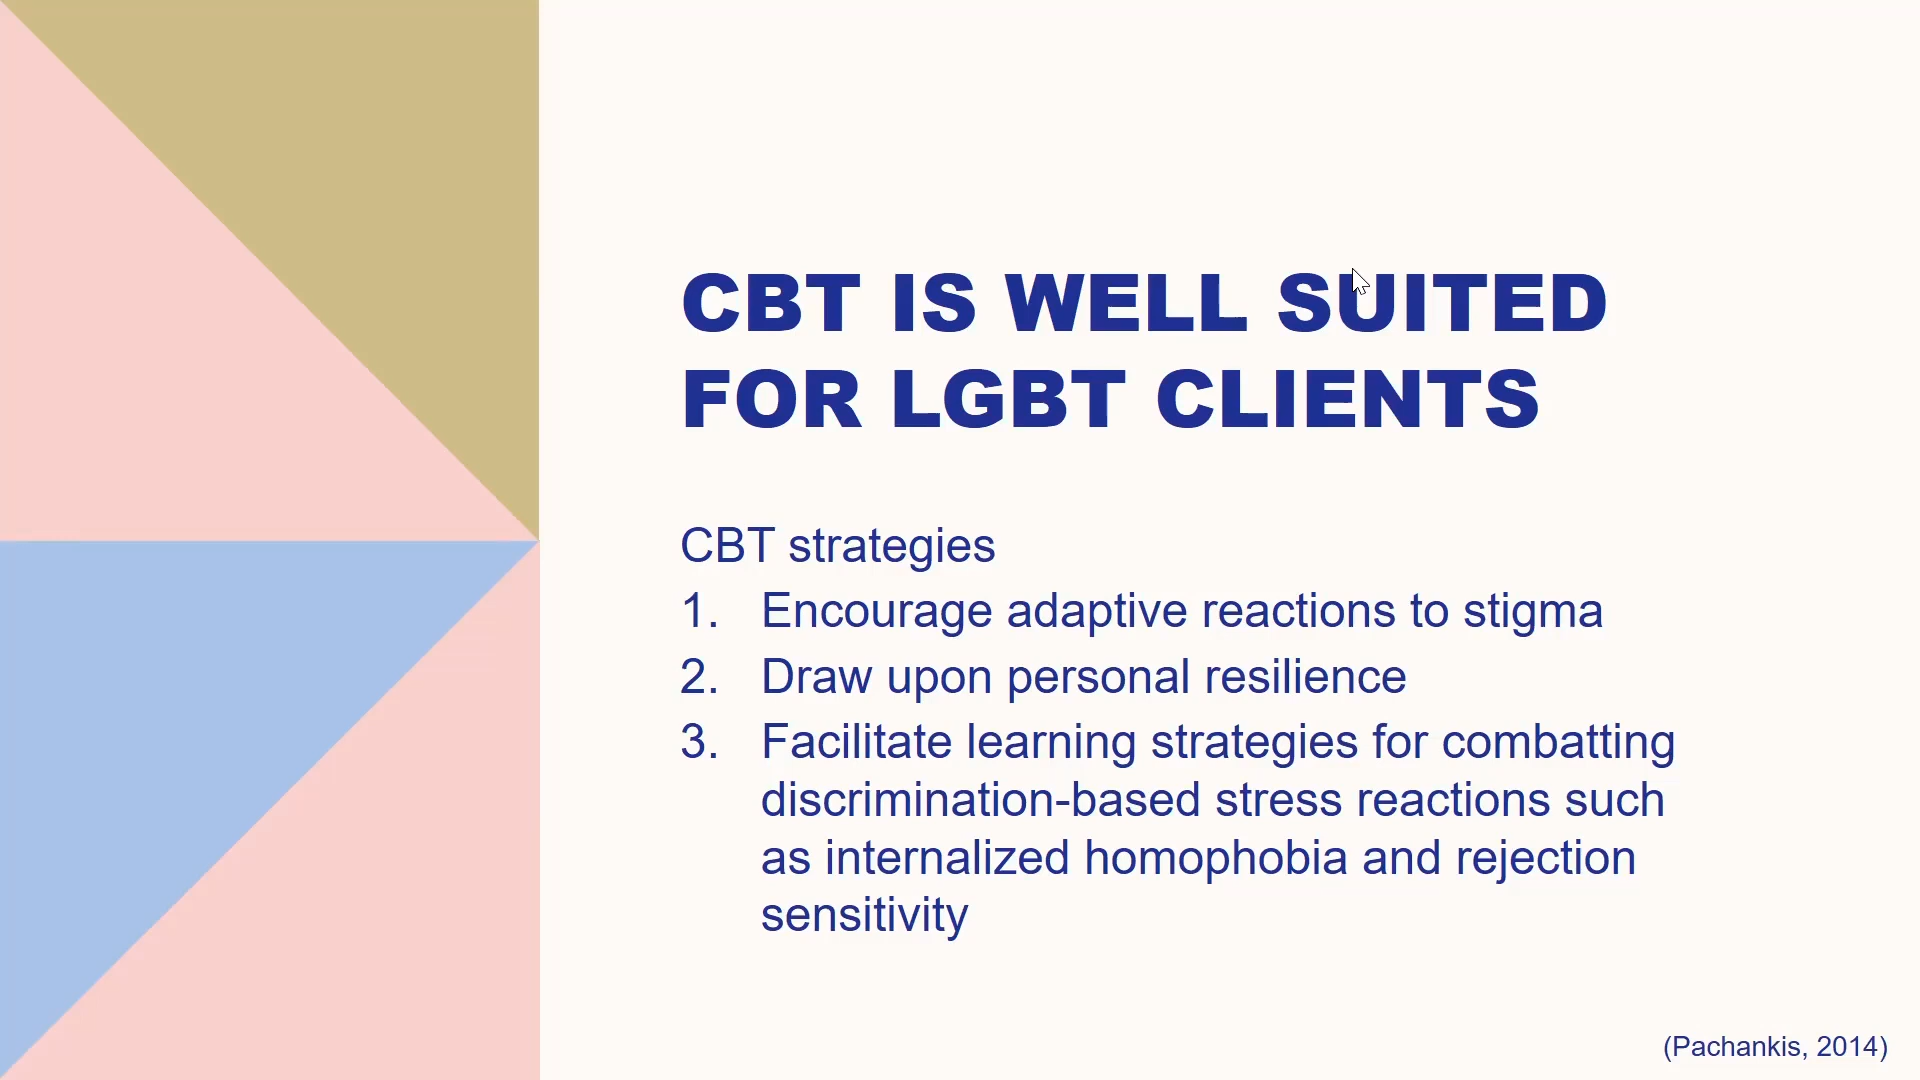 CBT IS WELL SUITED
FOR LGBT CLIENTS
CBT strategies
1. Encourage adaptive reactions to stigma
2. Draw upon personal resilience
3. Facilitate learning strategies for combatting
discrimination-based stress reactions such
as internalized homophobia and rejection
sensitivity
(Pachankis, 2014)